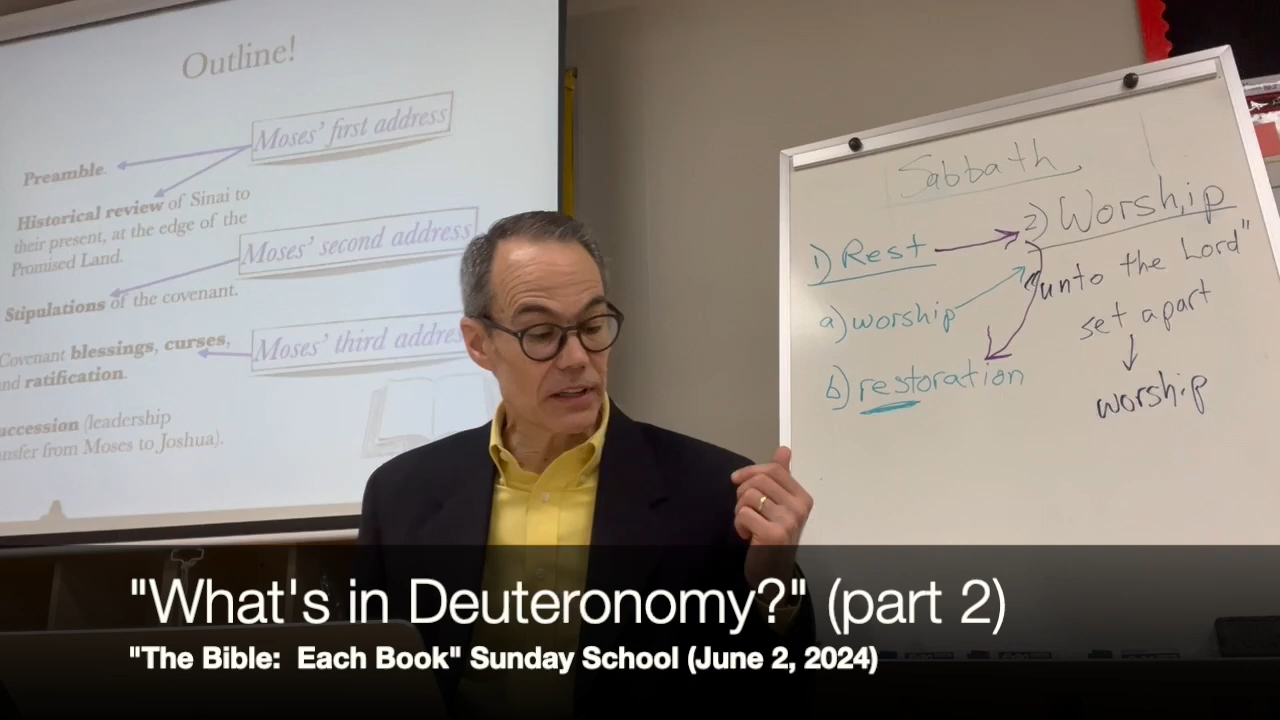 Outline!
Moses' first address
Preamble.
Historical review of Sinai to
their present, at the edge of the
Promised Land.
Moses' second address
Stipulations of the covenant.
Moses' third addre
Covenant blessings, curses,
nd ratification.
uccession (leadership
ansfer from Moses to Joshua).
Sabbath
1) Rest
2) Worship
"unto the Lord"
a) worship
set apart
b) restoration
worship
"What's in Deuteronomy?" (part 2)
"The Bible: Each Book" Sunday School (June 2, 2024)